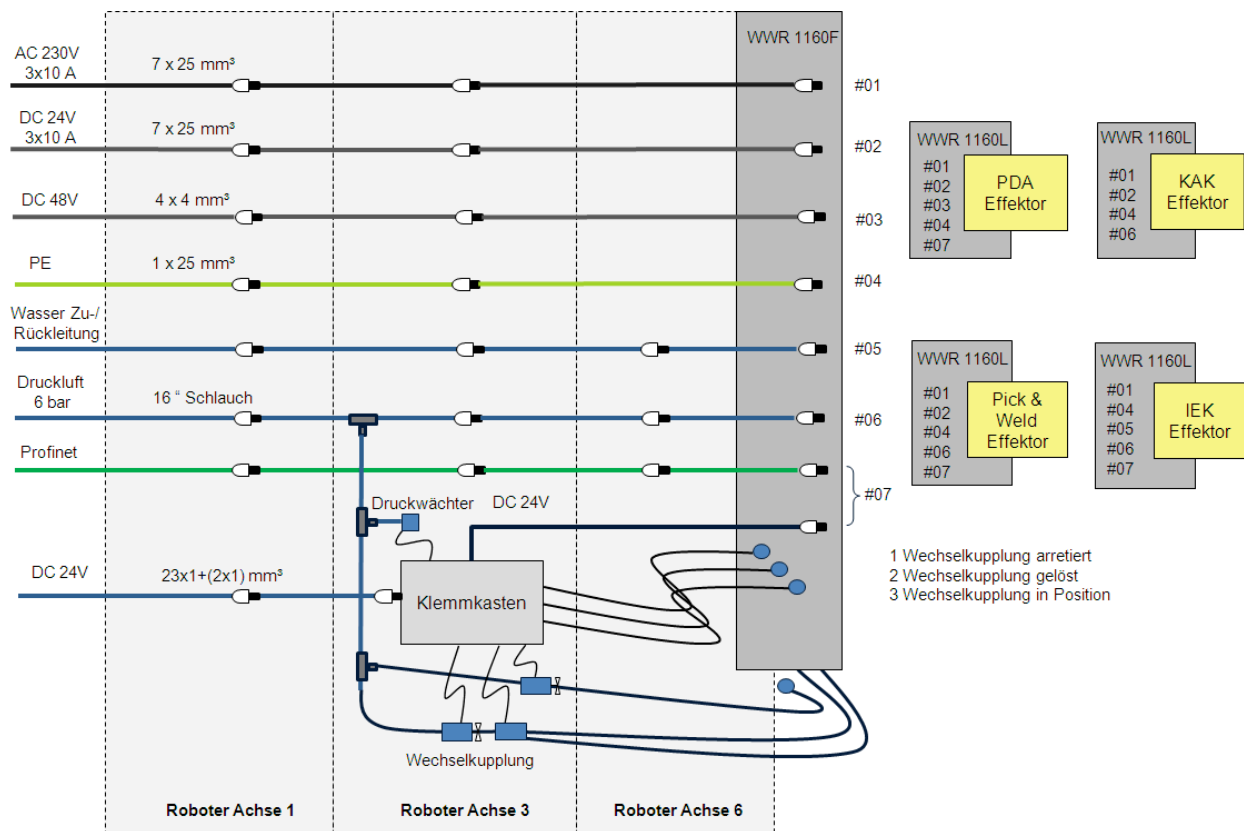 WWR 1160F
AC 230V
3x10 A
7 x 25 mm³
#01
DC 24V
3x10 A
7 x 25 mm³
#02
DC 48V
4 x 4 mm³
#03
PE
1 x 25 mm³
#04
Wasser Zu-/
Rückleitung
#05
Druckluft
6 bar
16 “ Schlauch
#06
Profinet
#07
Druckwächter
DC 24V
DC 24V
23x1+(2x1) mm³
Klemmkasten
Wechselkupplung
Roboter Achse 1
Roboter Achse 3
Roboter Achse 6
WWR 1160L
#01
#02
#03
#04
#07
PDA
Effektor
WWR 1160L
#01
#02
#04
#06
KAK
Effektor
WWR 1160L
#01
#02
#04
#06
#07
Pick &
Weld
Effektor
WWR 1160L
#01
#04
#05
#06
#07
IEK
Effektor
1 Wechselkupplung arretiert
2 Wechselkupplung gelöst
3 Wechselkupplung in Position